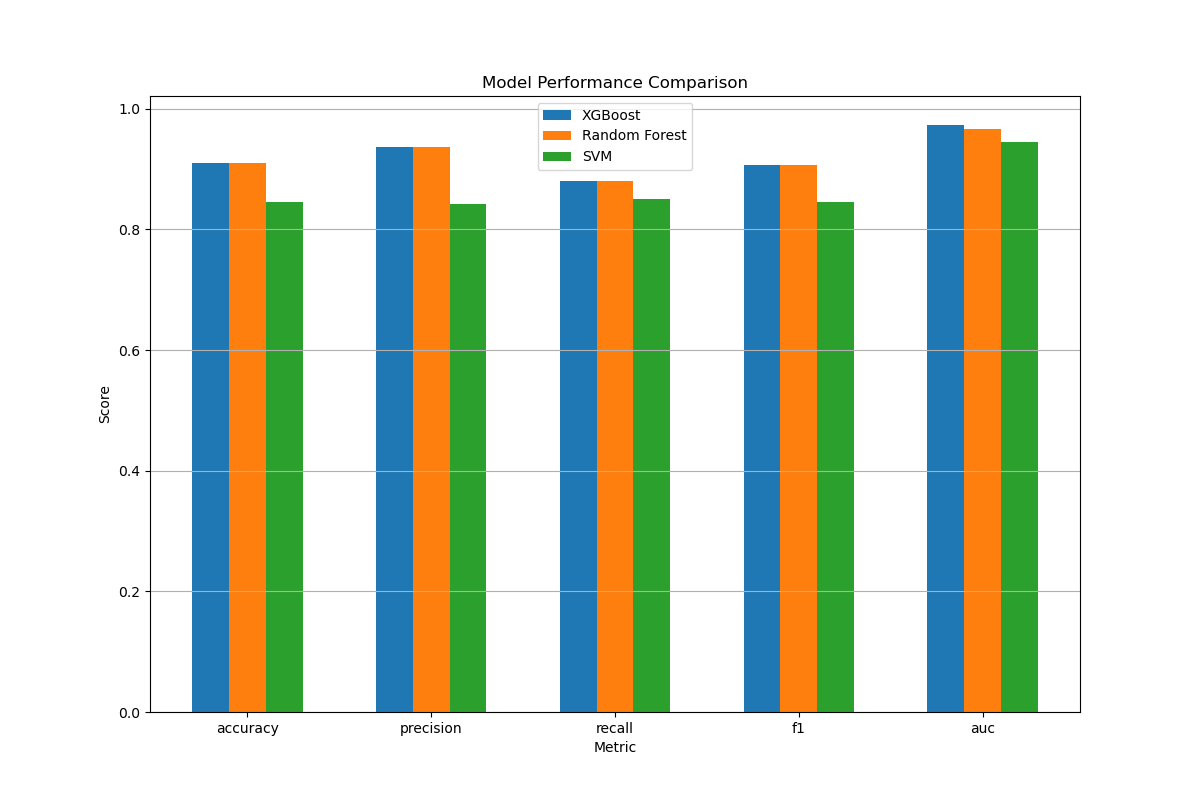 Model Performance Comparison
XGBoost
Random Forest
SVM
1.0
0.8
0.6
0.4
0.2
0.0
Score
accuracy precision recall f1 auc
Metric